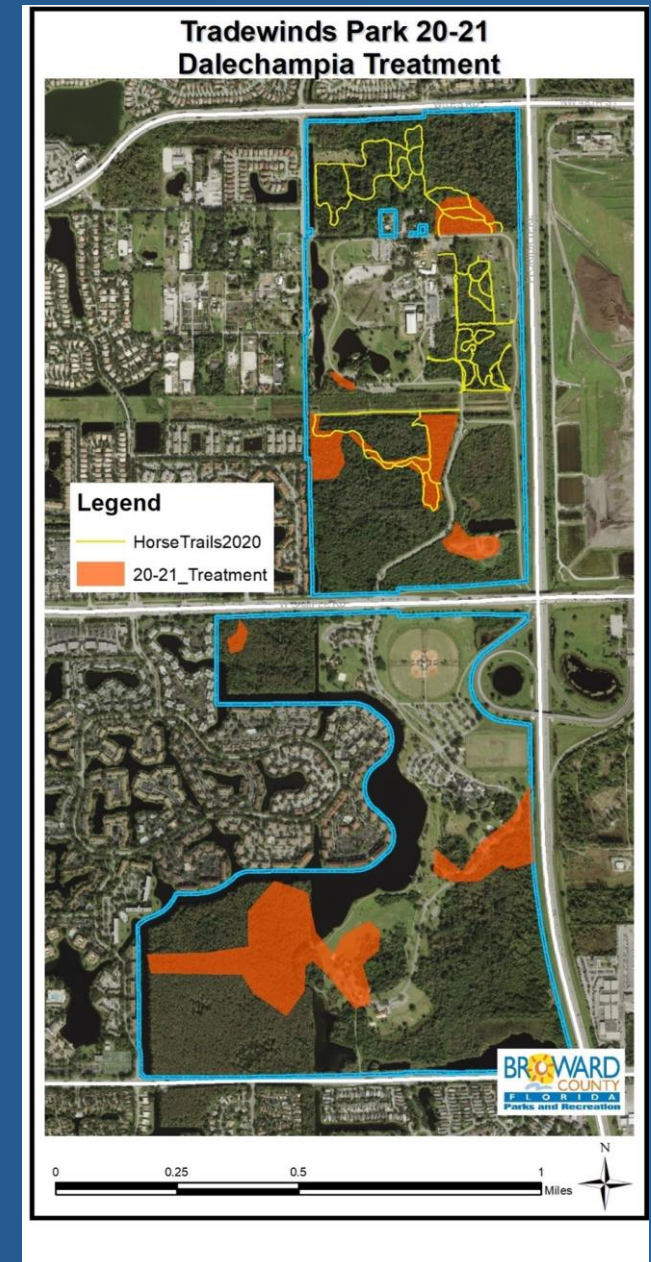 Tradewinds Park 20-21
Dalechampia Treatment
Legend
HorseTrails2020
20-21_Treatment
BROWARD
COUNTY
FLORIDA
Parks and Recreation
N
0 0.25 0.5 1
Miles